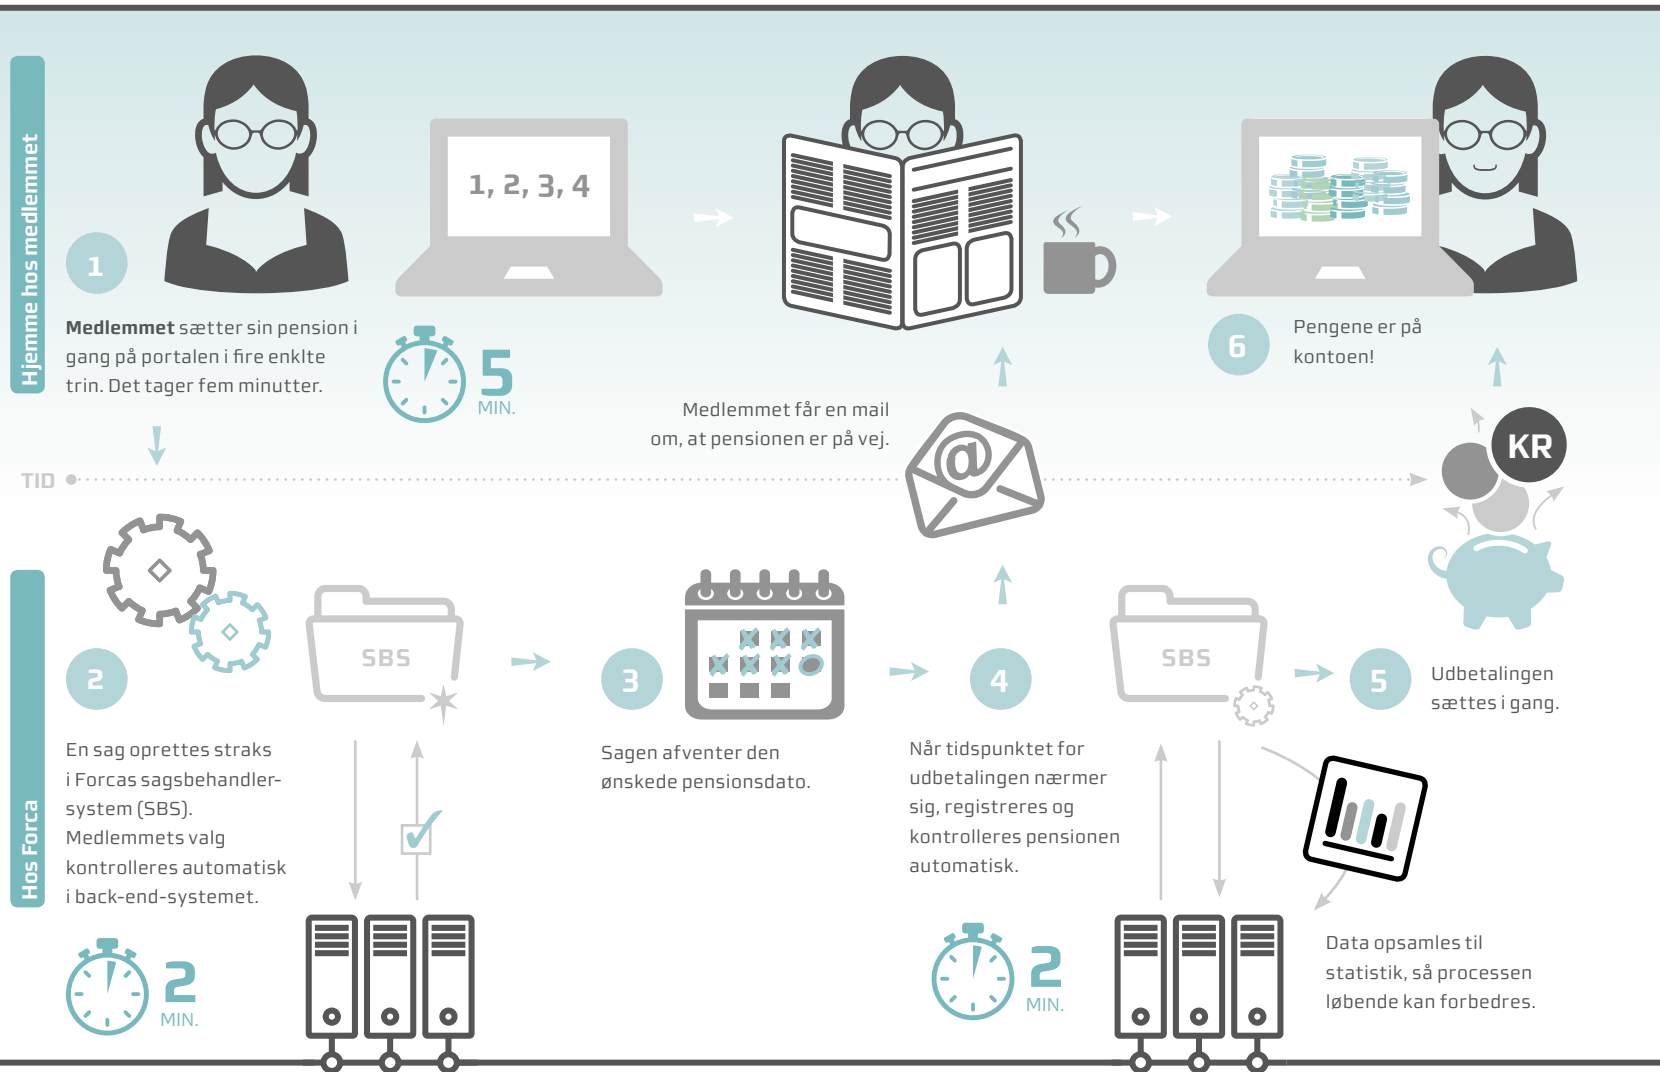 Hjemme hos medlemmet
1
1, 2, 3, 4
Medlemmet sætter sin pension i
gang på portalen i fire enkle
trin. Det tager fem minutter.
5
MIN.
Medlemmet får en mail
om, at pensionen er på vej.
@
6
Pengene er på
kontoen!
KR
TID
Hos Forca
2
SBS
En sag oprettes straks
i Forcas sagsbehandler-
system (SBS).
Medlemmets valg
kontrolleres automatisk
i back-end-systemet.
2
MIN.
3
Sagen afventer den
ønskede pensionsdato.
4
SBS
Når tidspunktet for
udbetalingen nærmer
sig, registreres og
kontrolleres pensionen
automatisk.
2
MIN.
5
Udbetalingen
sættes i gang.
Data opsamles til
statistik, så processen
løbende kan forbedres.